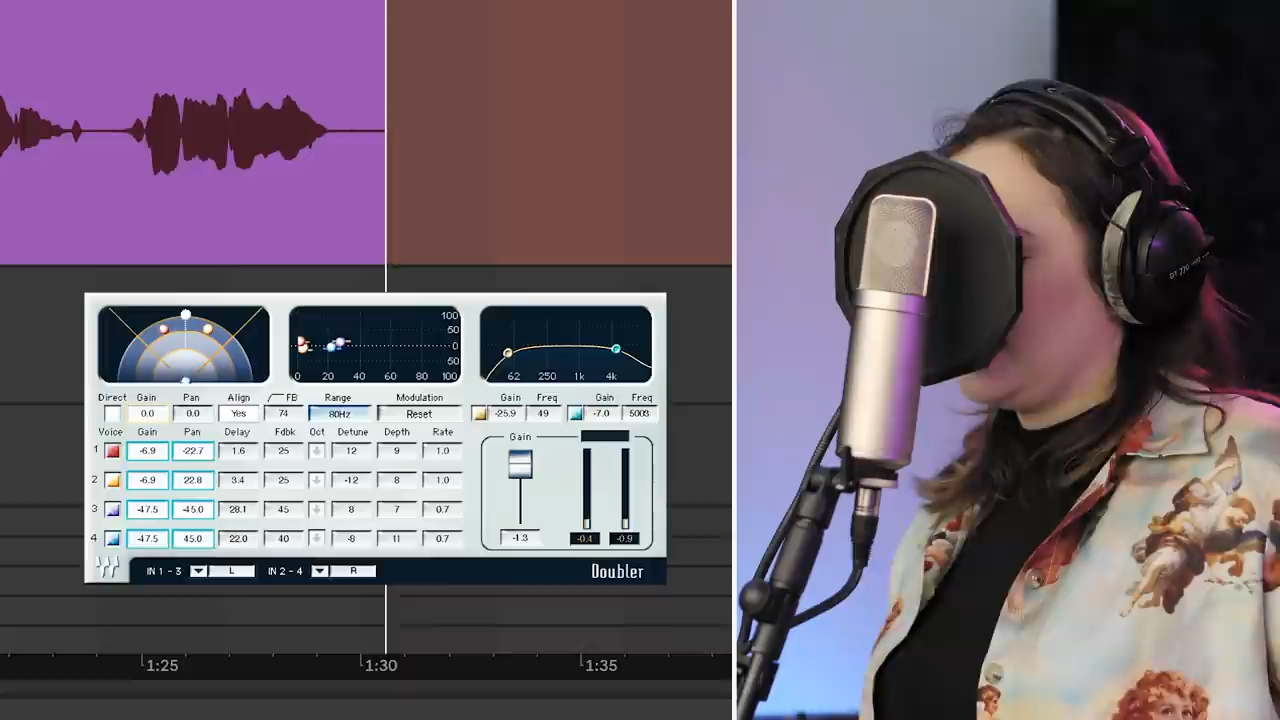 100
50
0
50
0 20 40 60 80 100
62 250 1k 4k
Direct Gain Pan Align FB Range Modulation Gain Freq Gain Freq
0.0 0.0 Yes 74 80Hz Reset -25.9 49 -7.0 5003
Voice Gain Pan Delay Fdbk Oct Detune Depth Rate Gain
1 -6.9 -22.7 1.6 25 12 9 1.0
2 -6.9 22.8 3.4 25 -12 8 1.0
3 -47.5 -45.0 28.1 45 8 7 0.7
4 -47.5 45.0 22.0 40 -8 11 0.7
-1.3 -0.4 -0.9
IN 1 - 3 L IN 2 - 4 R Doubler
1:25 1:30 1:35
DT 770